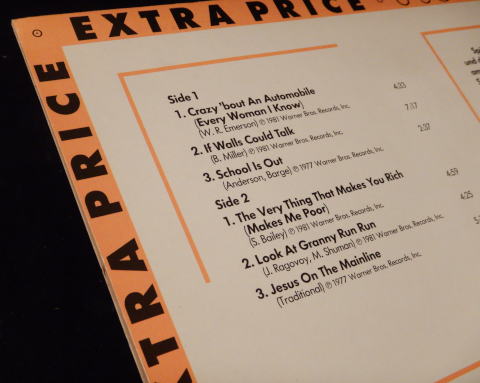 EXTRA PRICE
EXTRA PRICE
Side 1
1. Crazy 'bout An Automobile 4:33
(Every Woman I Know)
(W. R. Emerson) ℗ 1981 Warner Bros. Records, Inc.
2. If Walls Could Talk 7:17
(B. Miller) ℗ 1981 Warner Bros. Records, Inc.
3. School Is Out 2:37
(Anderson, Barge) ℗ 1977 Warner Bros. Records, Inc.
Side 2
1. The Very Thing That Makes You Rich 4:59
(Makes Me Poor)
(S. Bailey) ℗ 1981 Warner Bros. Records, Inc.
2. Look At Granny Run Run 4:25
(J. Ragovoy, M. Shuman) ℗ 1981 Warner Bros. Records, Inc.
3. Jesus On The Mainline
(Traditional) ℗ 1977 Warner Bros. Records, Inc.
und d